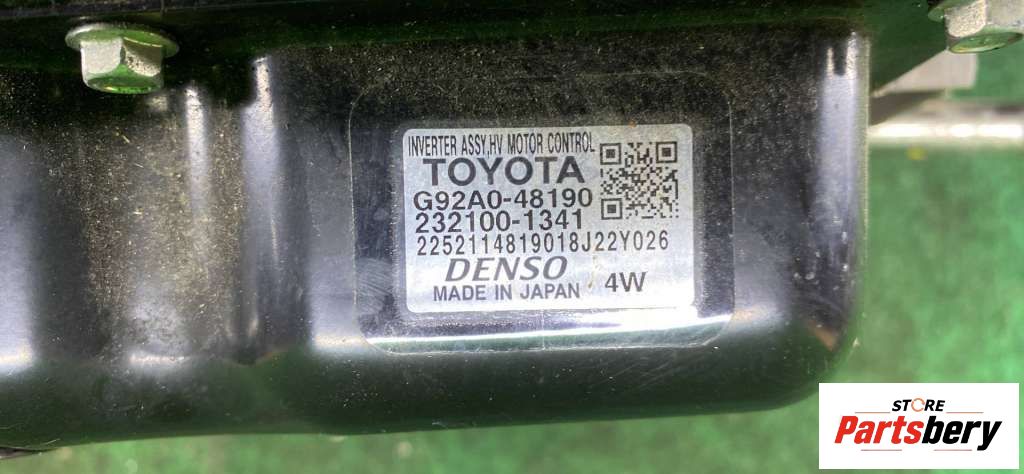 INVERTER ASSY,HV MOTOR CONTROL
TOYOTA
G92A0-48190
232100-1341
2252114819018J22Y026
DENSO
MADE IN JAPAN 4W
STORE
Partsbery